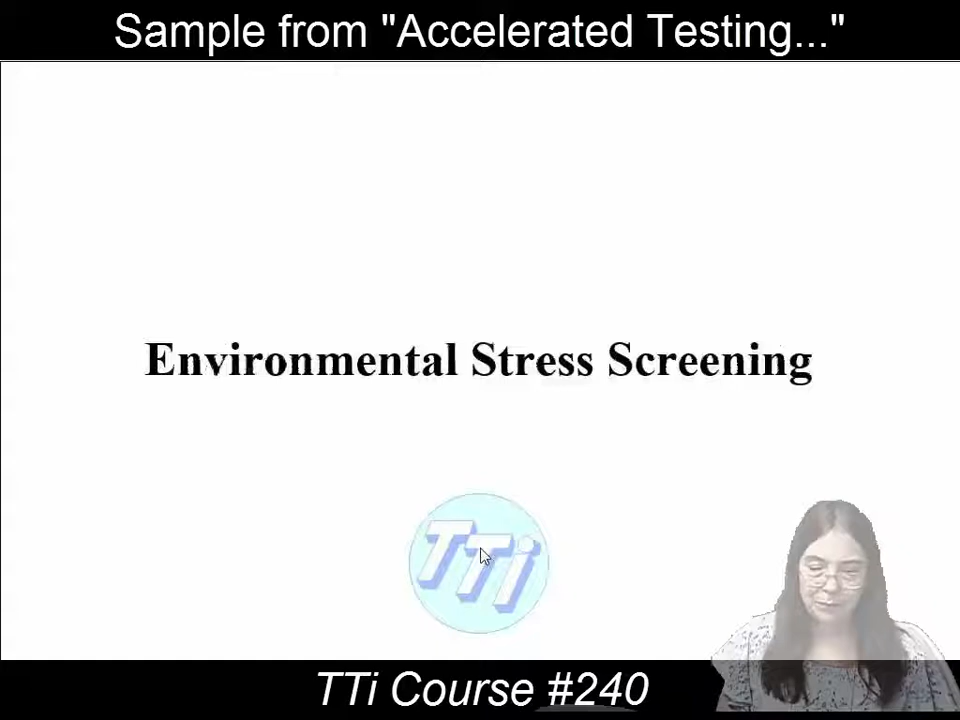 Sample from "Accelerated Testing..."
Environmental Stress Screening
TTi
TTi Course #240